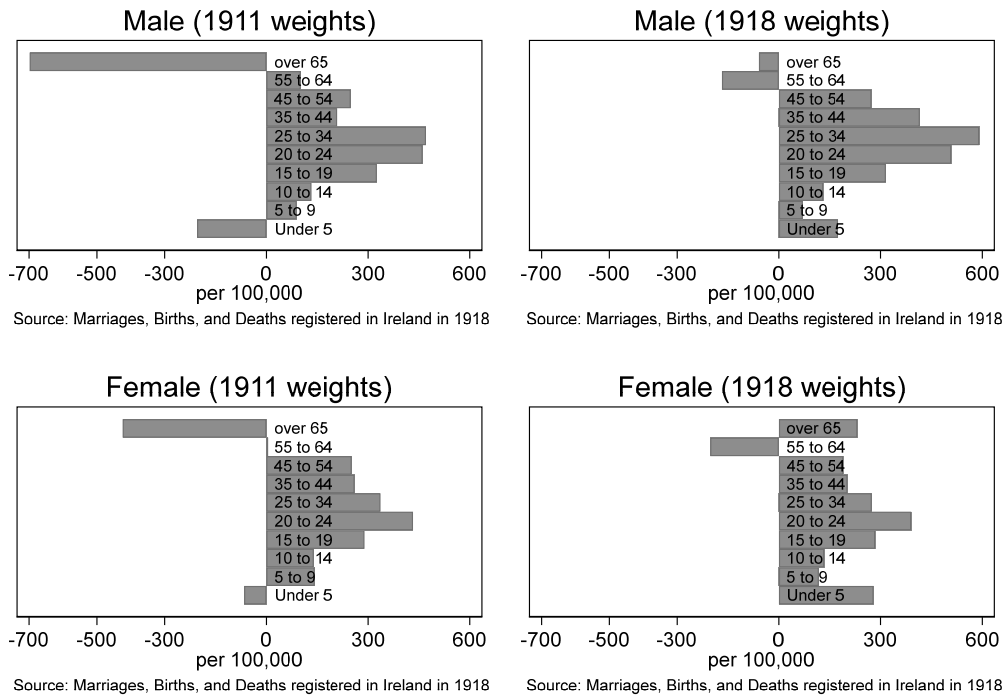 Male (1911 weights)
over 65
55 to 64
45 to 54
35 to 44
25 to 34
20 to 24
15 to 19
10 to 14
5 to 9
Under 5
-700 -500 -300 0 300 600
per 100,000
Source: Marriages, Births, and Deaths registered in Ireland in 1918
Male (1918 weights)
over 65
55 to 64
45 to 54
35 to 44
25 to 34
20 to 24
15 to 19
10 to 14
5 to 9
Under 5
-700 -500 -300 0 300 600
per 100,000
Source: Marriages, Births, and Deaths registered in Ireland in 1918
Female (1911 weights)
over 65
55 to 64
45 to 54
35 to 44
25 to 34
20 to 24
15 to 19
10 to 14
5 to 9
Under 5
-700 -500 -300 0 300 600
per 100,000
Source: Marriages, Births, and Deaths registered in Ireland in 1918
Female (1918 weights)
over 65
55 to 64
45 to 54
35 to 44
25 to 34
20 to 24
15 to 19
10 to 14
5 to 9
Under 5
-700 -500 -300 0 300 600
per 100,000
Source: Marriages, Births, and Deaths registered in Ireland in 1918